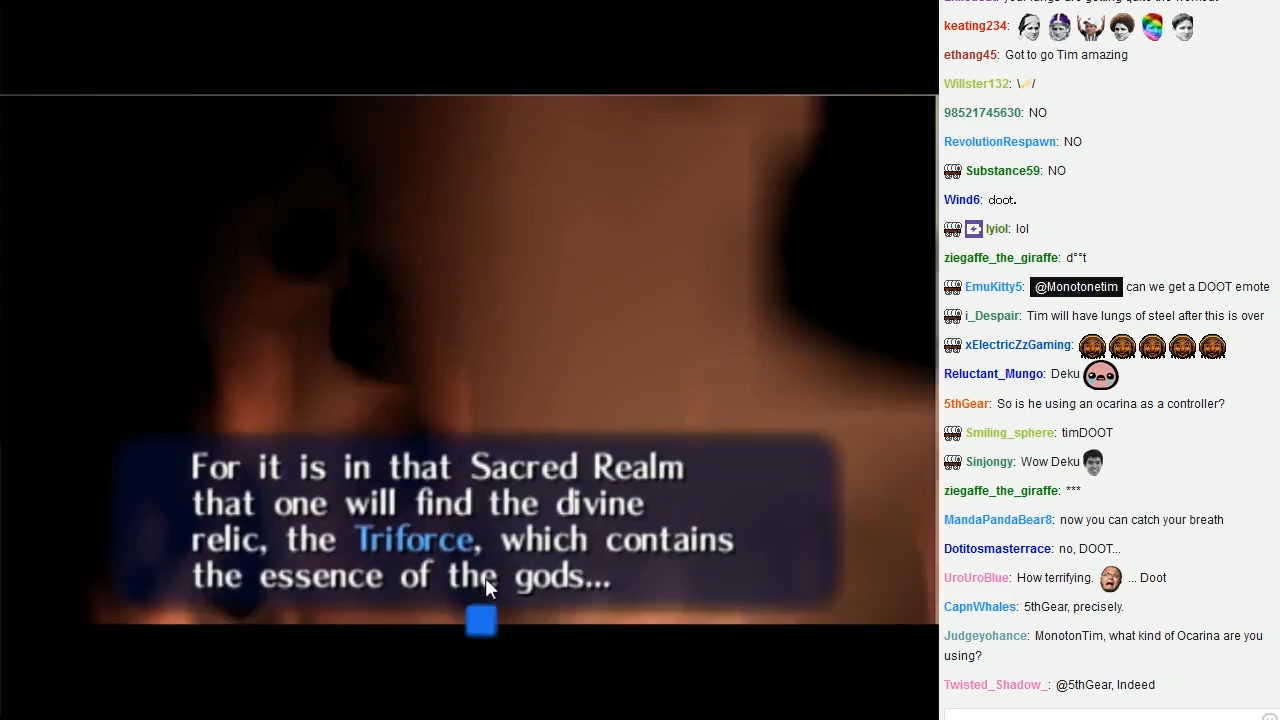 For it is in that Sacred Realm
that one will find the divine
relic, the Triforce, which contains
the essence of the gods...
keating234:
ethang45: Got to go Tim amazing
Willster132: \ /
98521745630: NO
RevolutionRespawn: NO
Substance59: NO
Wind6: doot.
lyiol: lol
ziegaffe_the_giraffe: d°°t
EmuKitty5: @Monotonetim can we get a DOOT emote
i_Despair: Tim will have lungs of steel after this is over
xElectricZzGaming:
Reluctant_Mungo: Deku
5thGear: So is he using an ocarina as a controller?
Smiling_sphere: timDOOT
Sinjongy: Wow Deku
ziegaffe_the_giraffe: ***
MandaPandaBear8: now you can catch your breath
Dotitosmasterrace: no, DOOT...
UroUroBlue: How terrifying. ... Doot
CapnWhales: 5thGear, precisely.
Judgeyohance: MonotonTim, what kind of Ocarina are you
using?
Twisted_Shadow_: @5thGear, Indeed